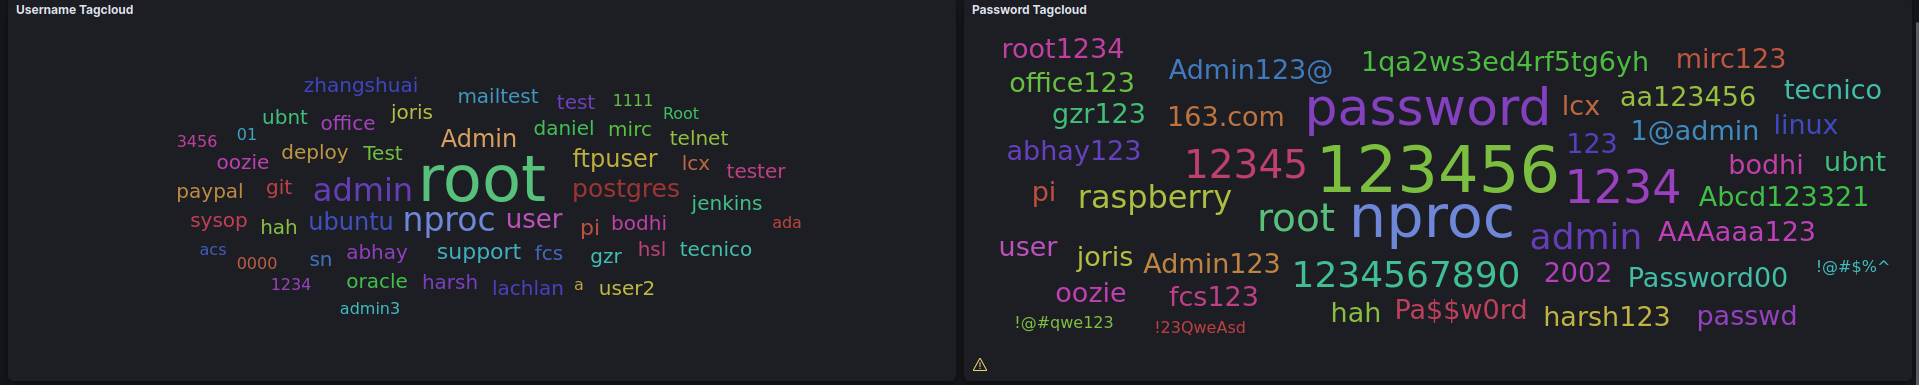 Username Tagcloud
zhangshuai
mailtest
test
1111
ubnt
office
joris
Root
3456
01
Admin
daniel
mirc
telnet
oozie
deploy
Test
root
ftpuser
lcx
tester
paypal
git
admin
postgres
jenkins
sysop
hah
ubuntu
nproc
user
pi
bodhi
ada
acs
0000
sn
abhay
support
fcs
gzr
hsl
tecnico
1234
oracle
harsh
lachlan
a
user2
admin3
Password Tagcloud
root1234
Admin123@
1qa2ws3ed4rf5tg6yh
mirc123
office123
tecnico
gzr123
163.com
password
lcx
aa123456
abhay123
12345
123456
123
1@admin
linux
pi
raspberry
1234
bodhi
ubnt
root
nproc
Abcd123321
user
joris
Admin123
admin
AAAaaa123
1234567890
2002
Password00
!@#$%^
oozie
fcs123
hah
Pa$$w0rd
harsh123
passwd
!@#qwe123
!23QweAsd